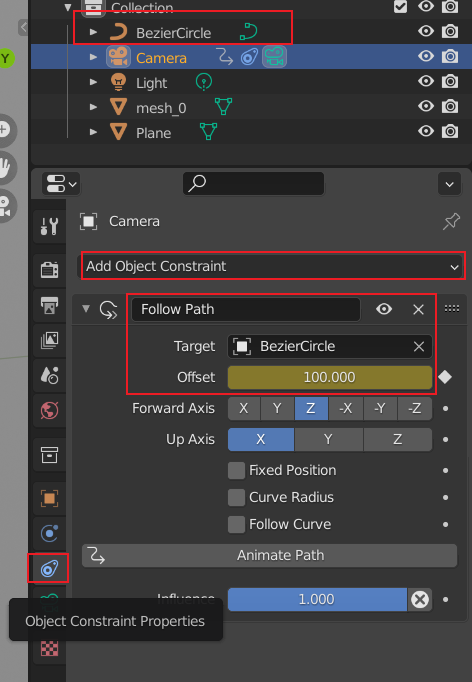 Collection
BezierCircle
Camera
Light
mesh_0
Plane
Y
Camera
Add Object Constraint
Follow Path
Target BezierCircle
Offset 100.000
Forward Axis X Y Z -X -Y -Z
Up Axis X Y Z
Fixed Position
Curve Radius
Follow Curve
Animate Path
Influence 1.000
Object Constraint Properties